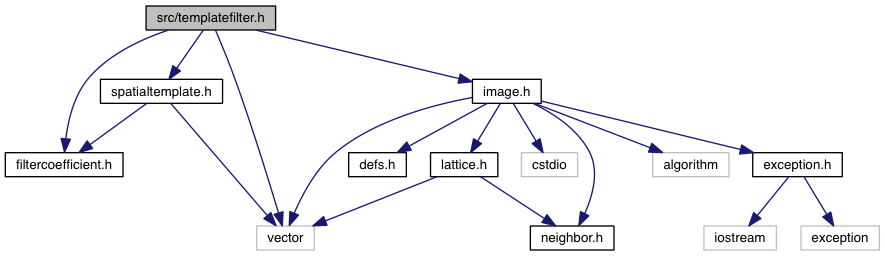 src/templatefilter.h
spatialtemplate.h
image.h
filtercoefficient.h
defs.h
lattice.h
cstdio
algorithm
exception.h
vector
neighbor.h
iostream
exception